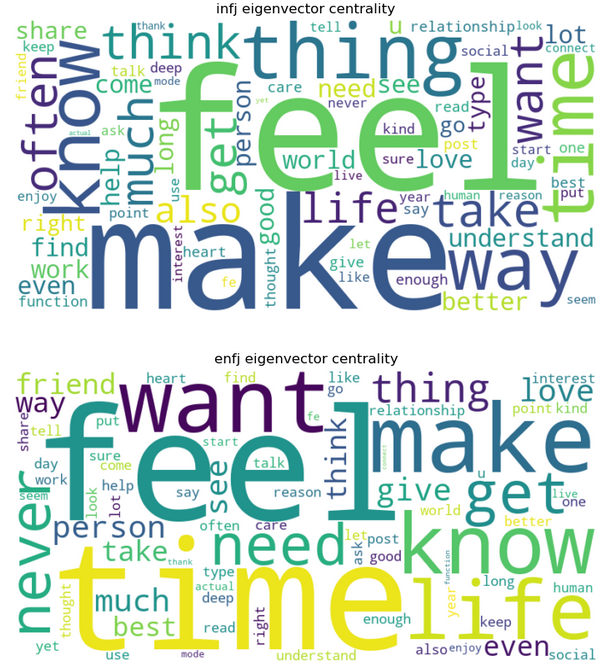 infj eigenvector centrality
share
keep
friend
think
thank
talk
deep
mode
come
thing
tell
u
relationship
look
lot
social
connect
often
know
actual
ask
much
help
long
feel
get
person
care
yet
need
see
never
kind
read
go
post
type
want
time
start
one
day
best
put
world
sure
love
live
enjoy
right
point
use
also
good
life
year
say
human
reason
take
find
work
even
function
make
interest
heart
thought
fe
let
give
like
enough
way
understand
better
seem
enfj eigenvector centrality
friend
way
share
tell
heart
want
find
like
go
fe
thing
interest
love
relationship
point
kind
put
feel
make
day
sure
work
come
seem
look
help
lot
start
see
talk
say
reason
think
connect
give
u
get
live
one
world
better
never
person
often
care
need
ask
let
post
good
know
take
thank
time
type
actual
deep
read
right
much
best
thought
yet
use
mode
understand
enough
life
function
year
long
keep
human
also
enjoy
even
social